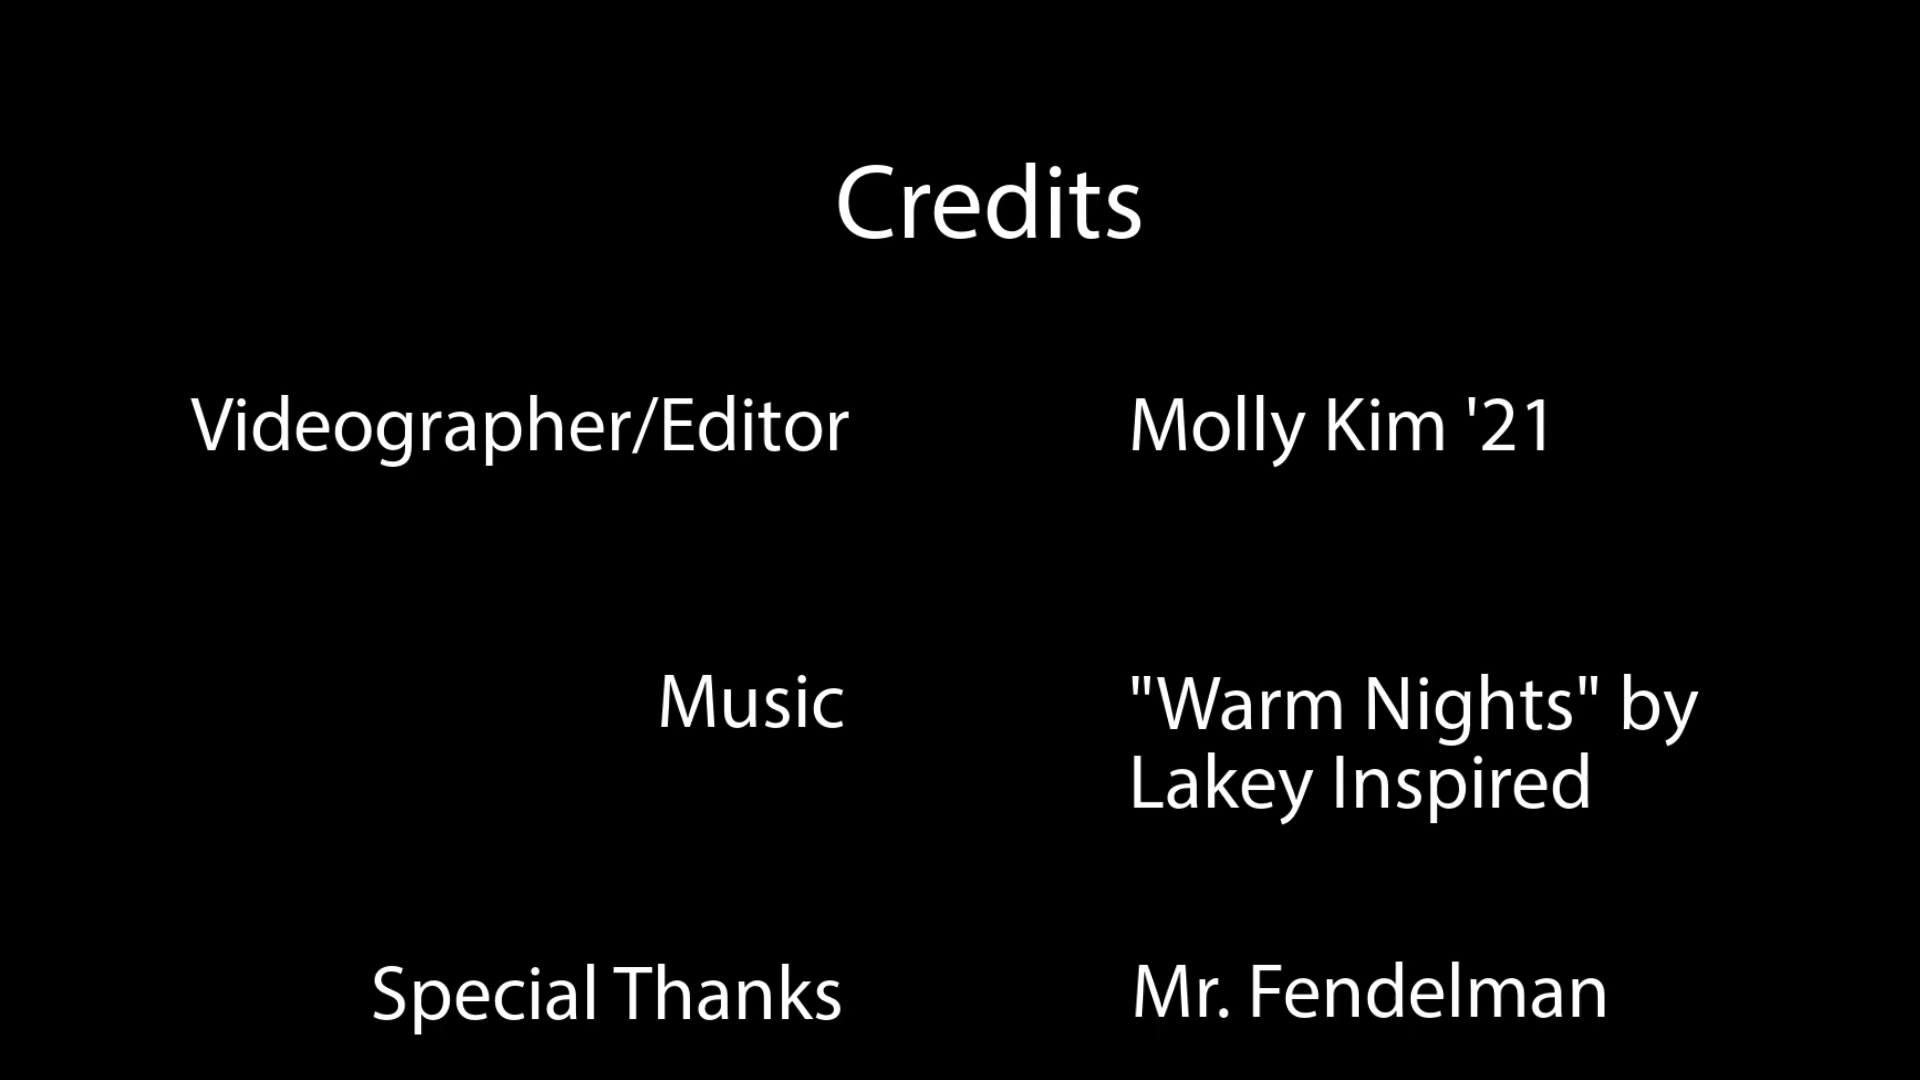 Credits
Videographer/Editor Molly Kim '21
Music "Warm Nights" by
Lakey Inspired
Special Thanks Mr. Fendelman